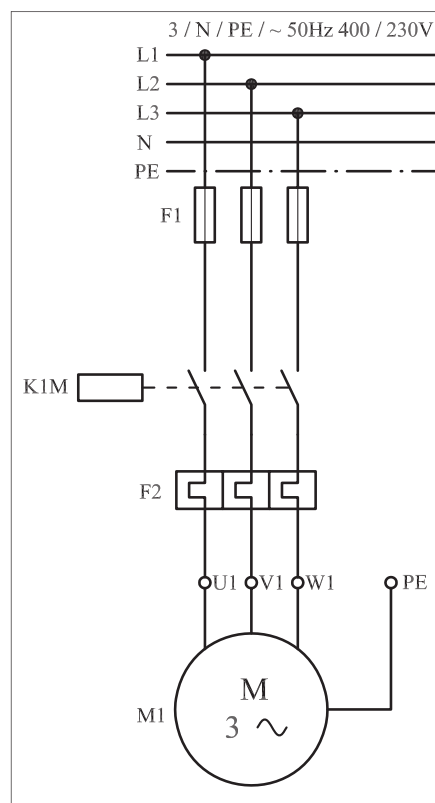 3 / N / PE / ~ 50Hz 400 / 230V
L1
L2
L3
N
PE
F1
K1M
F2
U1 V1 W1 PE
M
M1
3 ~